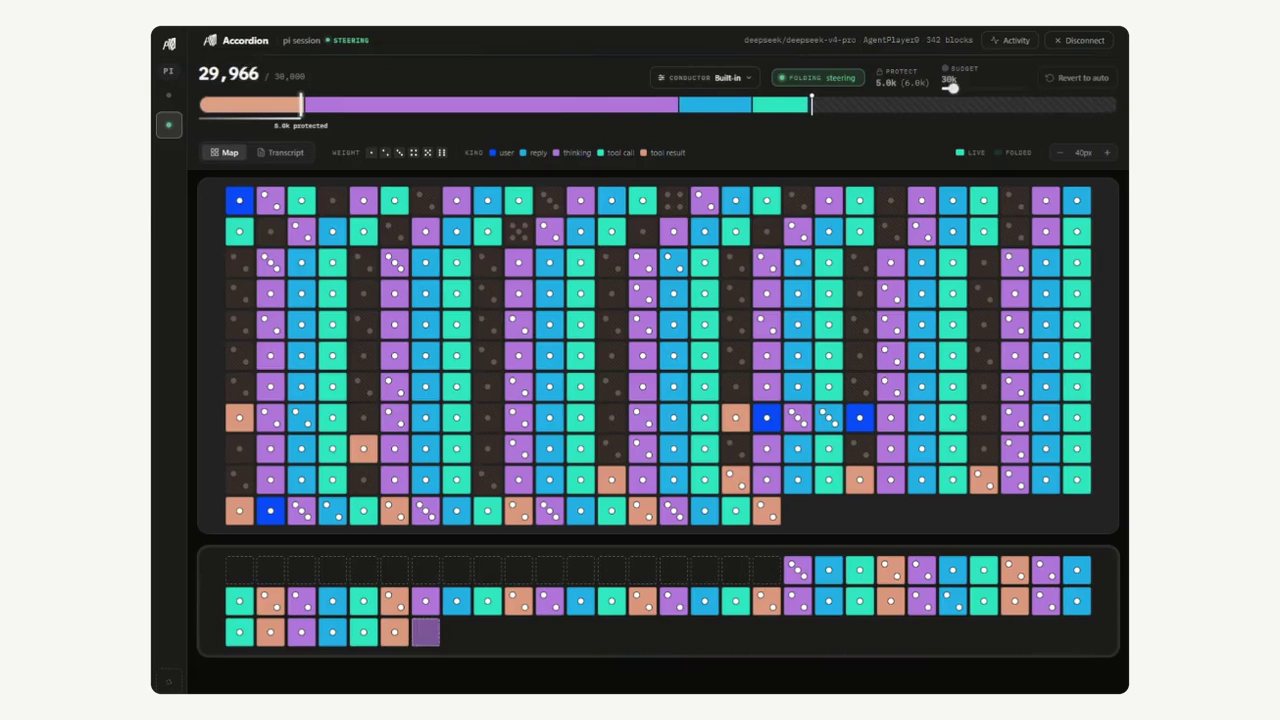 Accordion pi session STEERING
deepseek/deepseek-v4-pro AgentPlayer0 342 blocks Activity × Disconnect
PI
29,966 / 30,000
CONDUCTOR Built-in
FOLDING steering
PROTECT
5.0k (6.0k)
BUDGET
30k
Revert to auto
5.0k protected
Map Transcript WEIGHT KIND user reply thinking tool call tool result LIVE FOLDED − 40px +